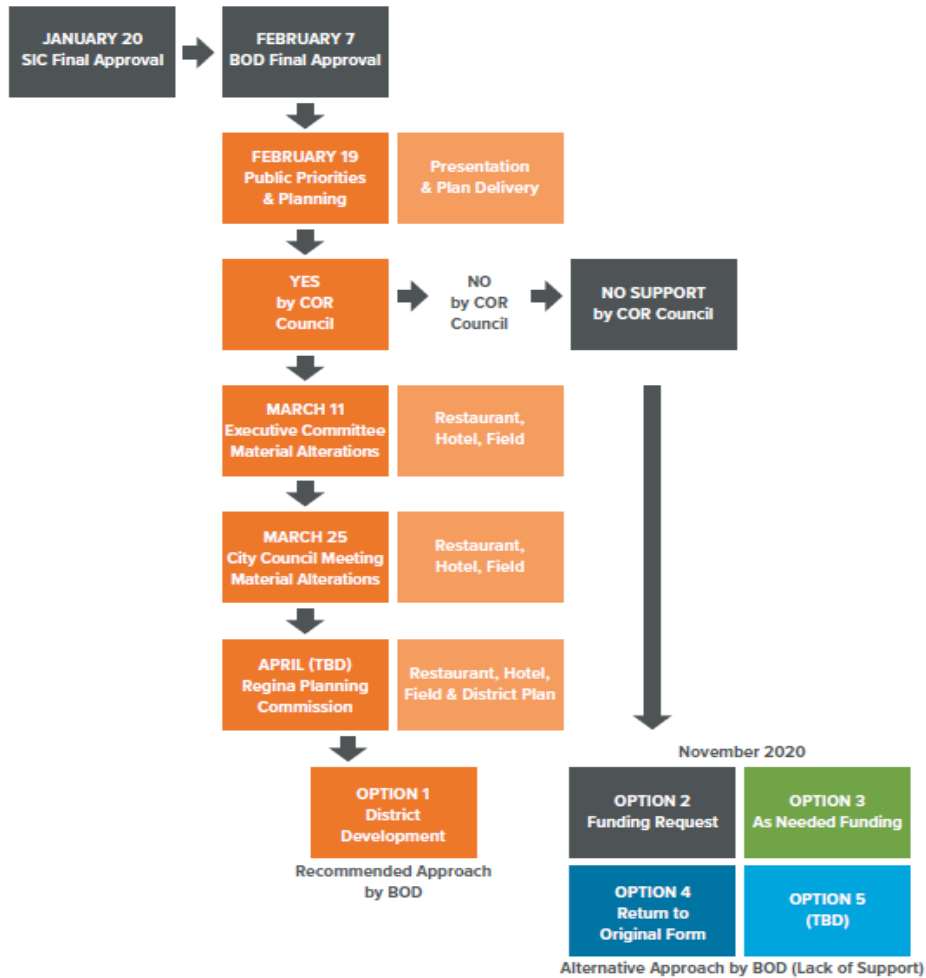 JANUARY 20
SIC Final Approval
FEBRUARY 7
BOD Final Approval
FEBRUARY 19
Public Priorities
& Planning
Presentation
& Plan Delivery
YES
by COR
Council
NO
by COR
Council
NO SUPPORT
by COR Council
MARCH 11
Executive Committee
Material Alterations
Restaurant,
Hotel, Field
MARCH 25
City Council Meeting
Material Alterations
Restaurant,
Hotel, Field
APRIL (TBD)
Regina Planning
Commission
Restaurant, Hotel,
Field & District Plan
OPTION 1
District
Development
Recommended Approach
by BOD
November 2020
OPTION 2
Funding Request
OPTION 3
As Needed Funding
OPTION 4
Return to
Original Form
OPTION 5
(TBD)
Alternative Approach by BOD (Lack of Support)